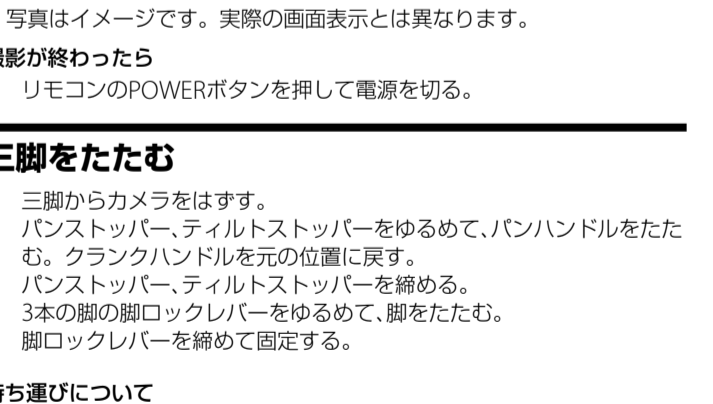 写真はイメージです。実際の画面表示とは異なります。
撮影が終わったら
リモコンのPOWERボタンを押して電源を切る。
三脚をたたむ
三脚からカメラをはずす。
パンストッパー、ティルトストッパーをゆるめて、パンハンドルをたた
む。クランクハンドルを元の位置に戻す。
パンストッパー、ティルトストッパーを締める。
3本の脚の脚ロックレバーをゆるめて、脚をたたむ。
脚ロックレバーを締めて固定する。
持ち運びについて